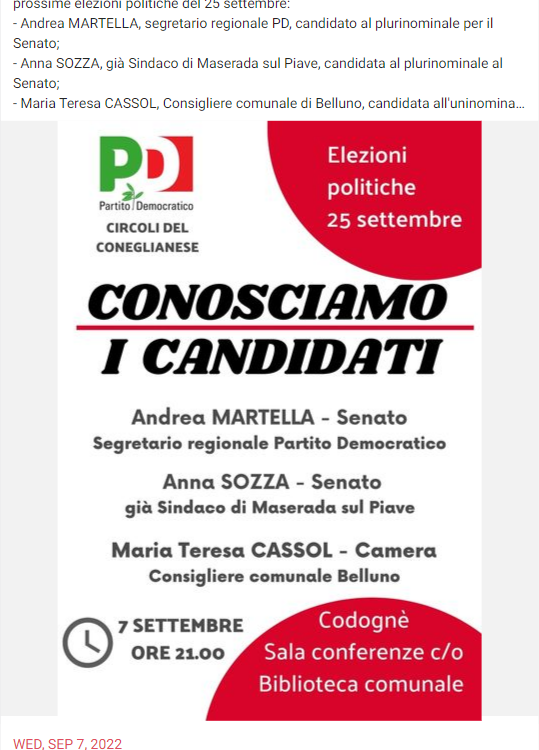 prossime elezioni politiche del 25 settembre:
- Andrea MARTELLA, segretario regionale PD, candidato al plurinominale per il
Senato;
- Anna SOZZA, già Sindaco di Maserada sul Piave, candidata al plurinominale al
Senato;
- Maria Teresa CASSOL, Consigliere comunale di Belluno, candidata all'uninomina...
PD
Partito Democratico
CIRCOLI DEL
CONEGLIANESE
Elezioni
politiche
25 settembre
CONOSCIAMO
I CANDIDATI
Andrea MARTELLA - Senato
Segretario regionale Partito Democratico
Anna SOZZA - Senato
già Sindaco di Maserada sul Piave
Maria Teresa CASSOL - Camera
Consigliere comunale Belluno
7 SETTEMBRE
ORE 21.00
Codognè
Sala conferenze c/o
Biblioteca comunale
WED, SEP 7, 2022